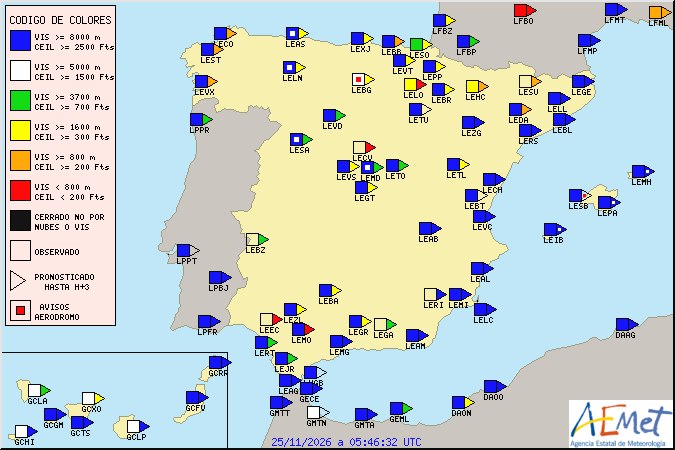 CODIGO DE COLORES
VIS >= 8000 m
CEIL >= 2500 Fts
VIS >= 5000 m
CEIL >= 1500 Fts
VIS >= 3700 m
CEIL >= 700 Fts
VIS >= 1600 m
CEIL >= 300 Fts
VIS >= 800 m
CEIL >= 200 Fts
VIS < 800 m
CEIL < 200 Fts
CERRADO NO POR
NUBES O VIS
OBSERVADO
PRONOSTICADO
HASTA H+3
AVISOS
AERODROMO
LFBO
LFMT
LFML
LFBZ
LECO
LEAS
LEXJ
LEBB
LESO
LFBP
LFMP
LEST
LEVT
LEPP
LELN
LEBG
LEVX
LELO
LEBR
LEHC
LESU
LEGE
LELL
LETU
LEDA
LEVD
LPPR
LEZG
LEBL
LERS
LESA
LECV
LEVS
LEMD
LETO
LETL
LEMH
LECH
LEGT
LEBT
LESB
LEPA
LEVC
LEAB
LEIB
LEBZ
LPPT
LPBJ
LEAL
LEBA
LERI
LEMI
LEZL
LELC
LEEC
LPFR
LEMO
LEGR
LEGA
DAAG
LERT
LEMG
LEAM
LEJR
GCRR
LEAG
LXGB
GECE
DAOO
GCLA
GCXO
GCFV
GMTT
GEML
DAON
GCGM
GCTS
GMTN
GMTA
GCHI
GCLP
25/11/2026 a 05:46:32 UTC
AEMet
Agencia Estatal de Meteorología